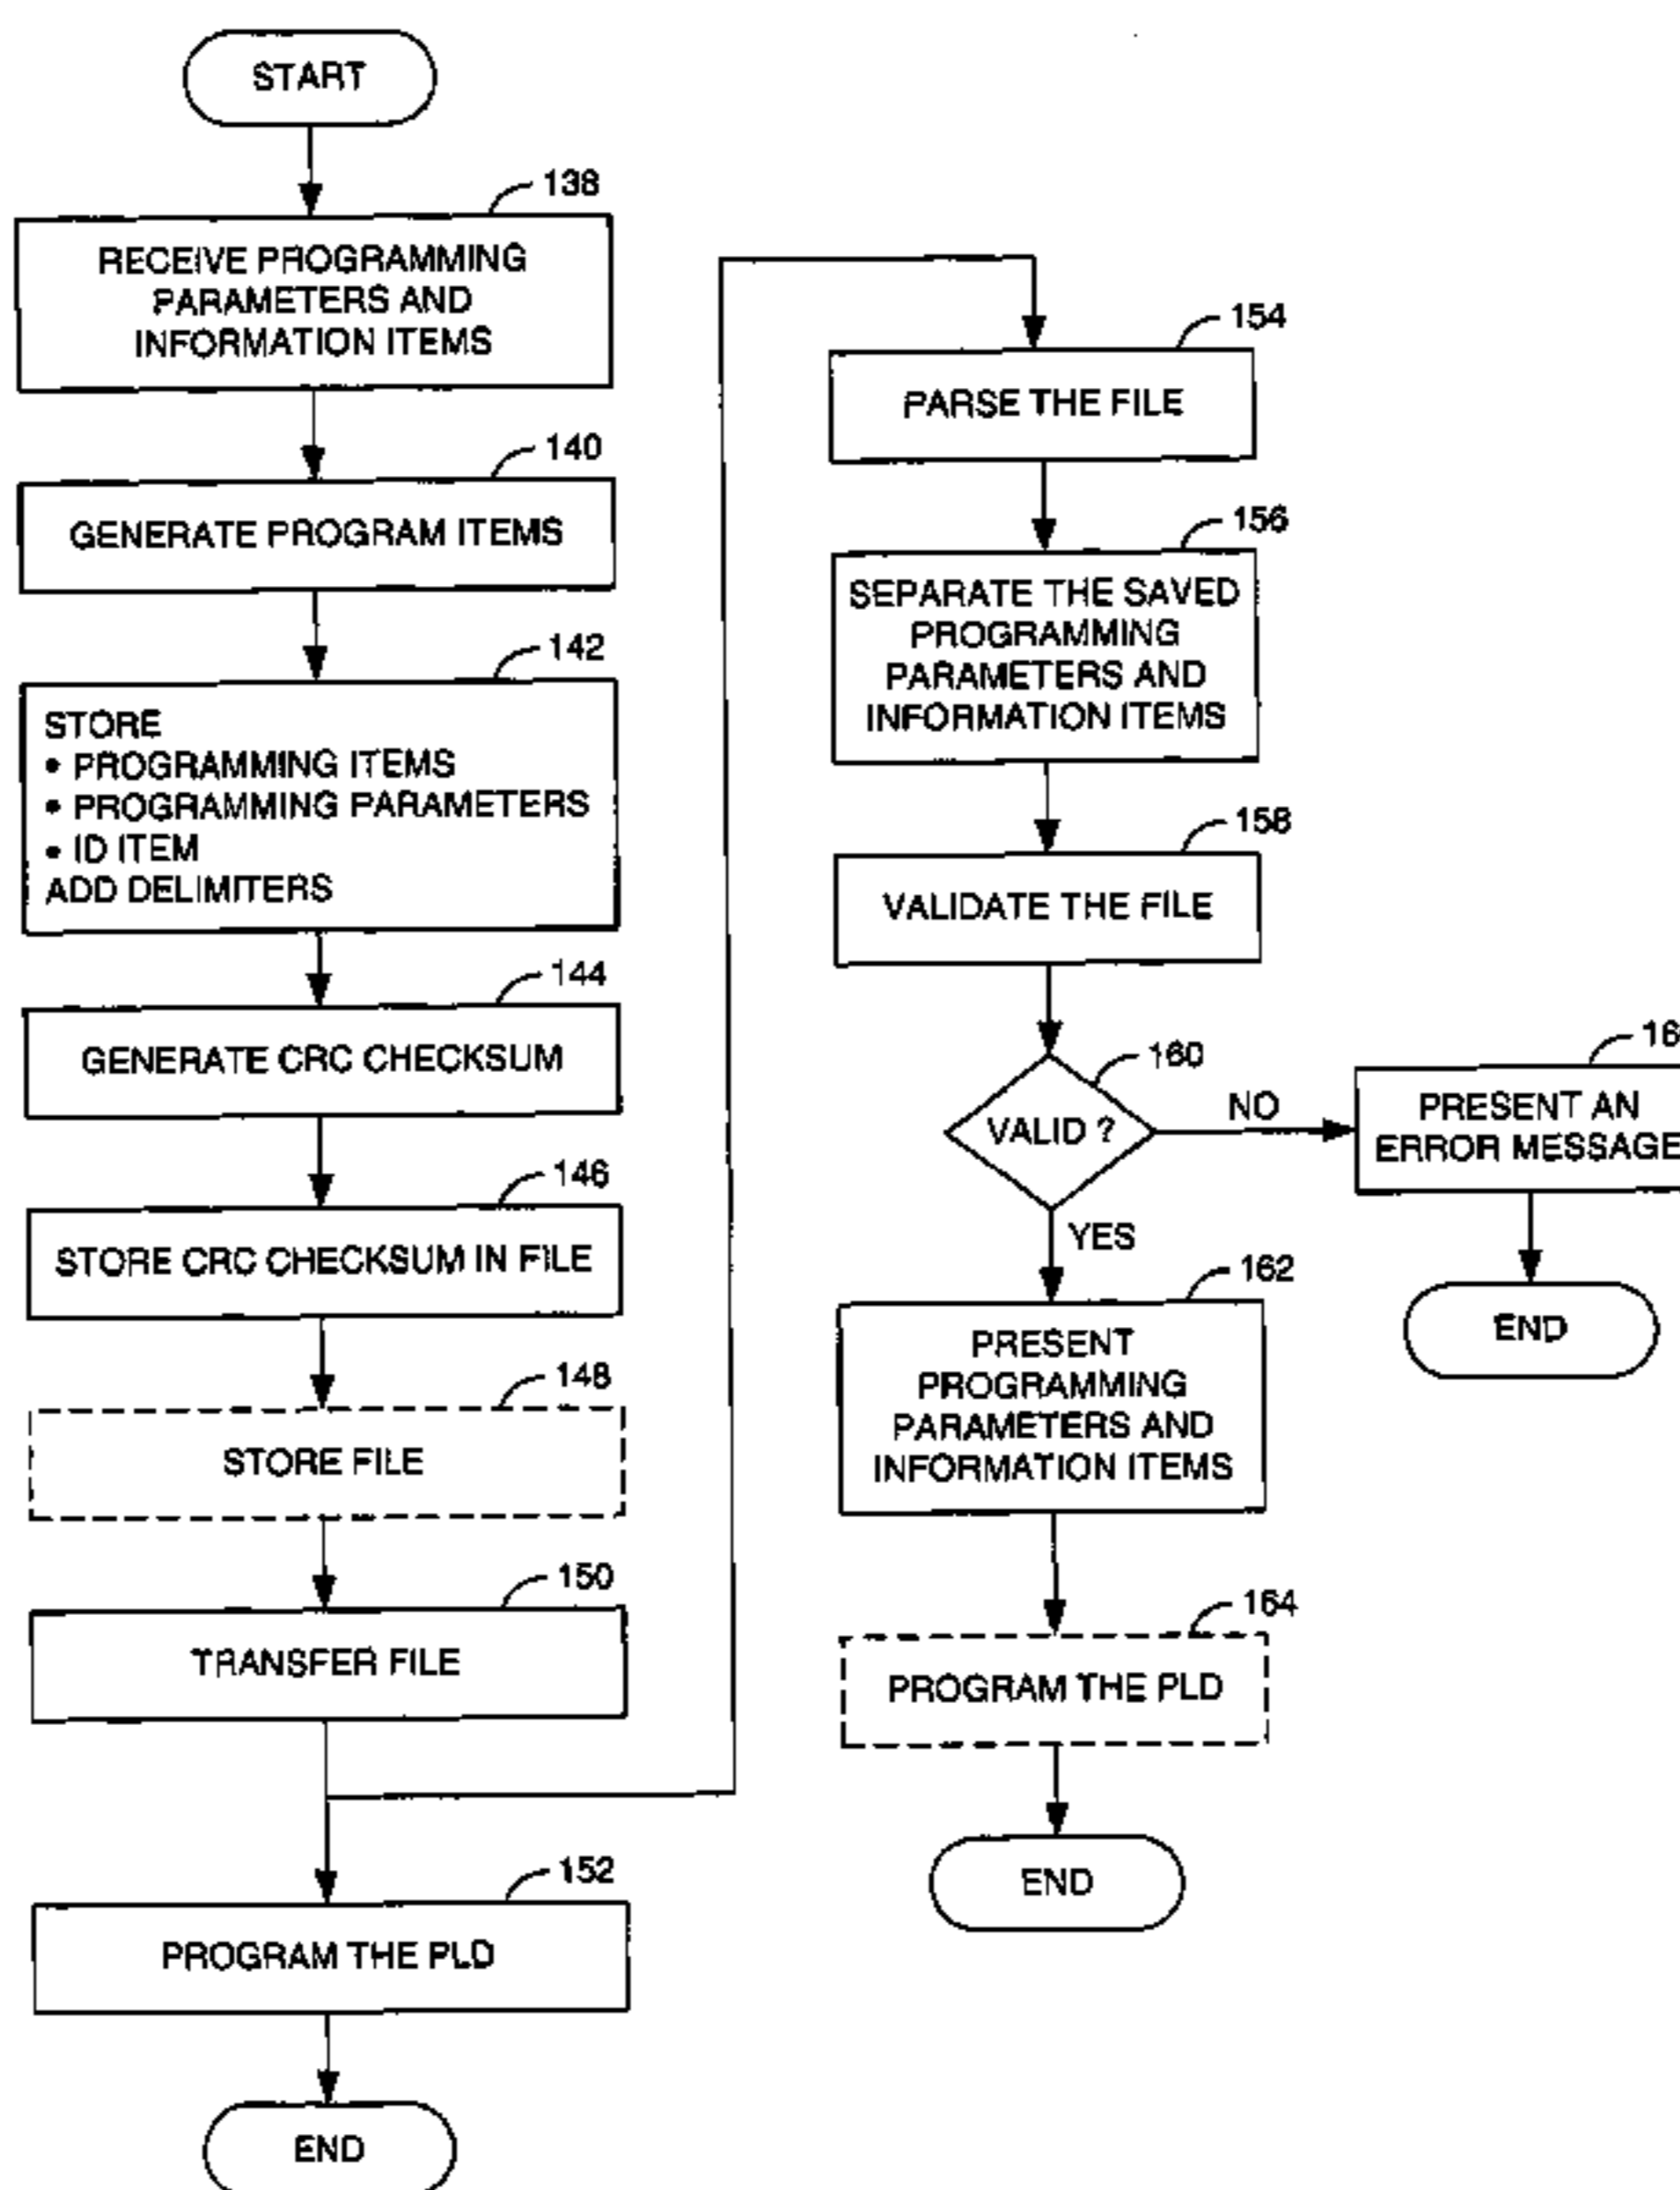 START
138
RECEIVE PROGRAMMING
PARAMETERS AND
INFORMATION ITEMS
140
GENERATE PROGRAM ITEMS
142
STORE
• PROGRAMMING ITEMS
• PROGRAMMING PARAMETERS
• ID ITEM
ADD DELIMITERS
144
GENERATE CRC CHECKSUM
146
STORE CRC CHECKSUM IN FILE
148
STORE FILE
150
TRANSFER FILE
152
PROGRAM THE PLD
END
154
PARSE THE FILE
156
SEPARATE THE SAVED
PROGRAMMING
PARAMETERS AND
INFORMATION ITEMS
158
VALIDATE THE FILE
160
VALID ?
NO
YES
162
PRESENT
PROGRAMMING
PARAMETERS AND
INFORMATION ITEMS
164
PROGRAM THE PLD
END
PRESENT AN
ERROR MESSAGE
END